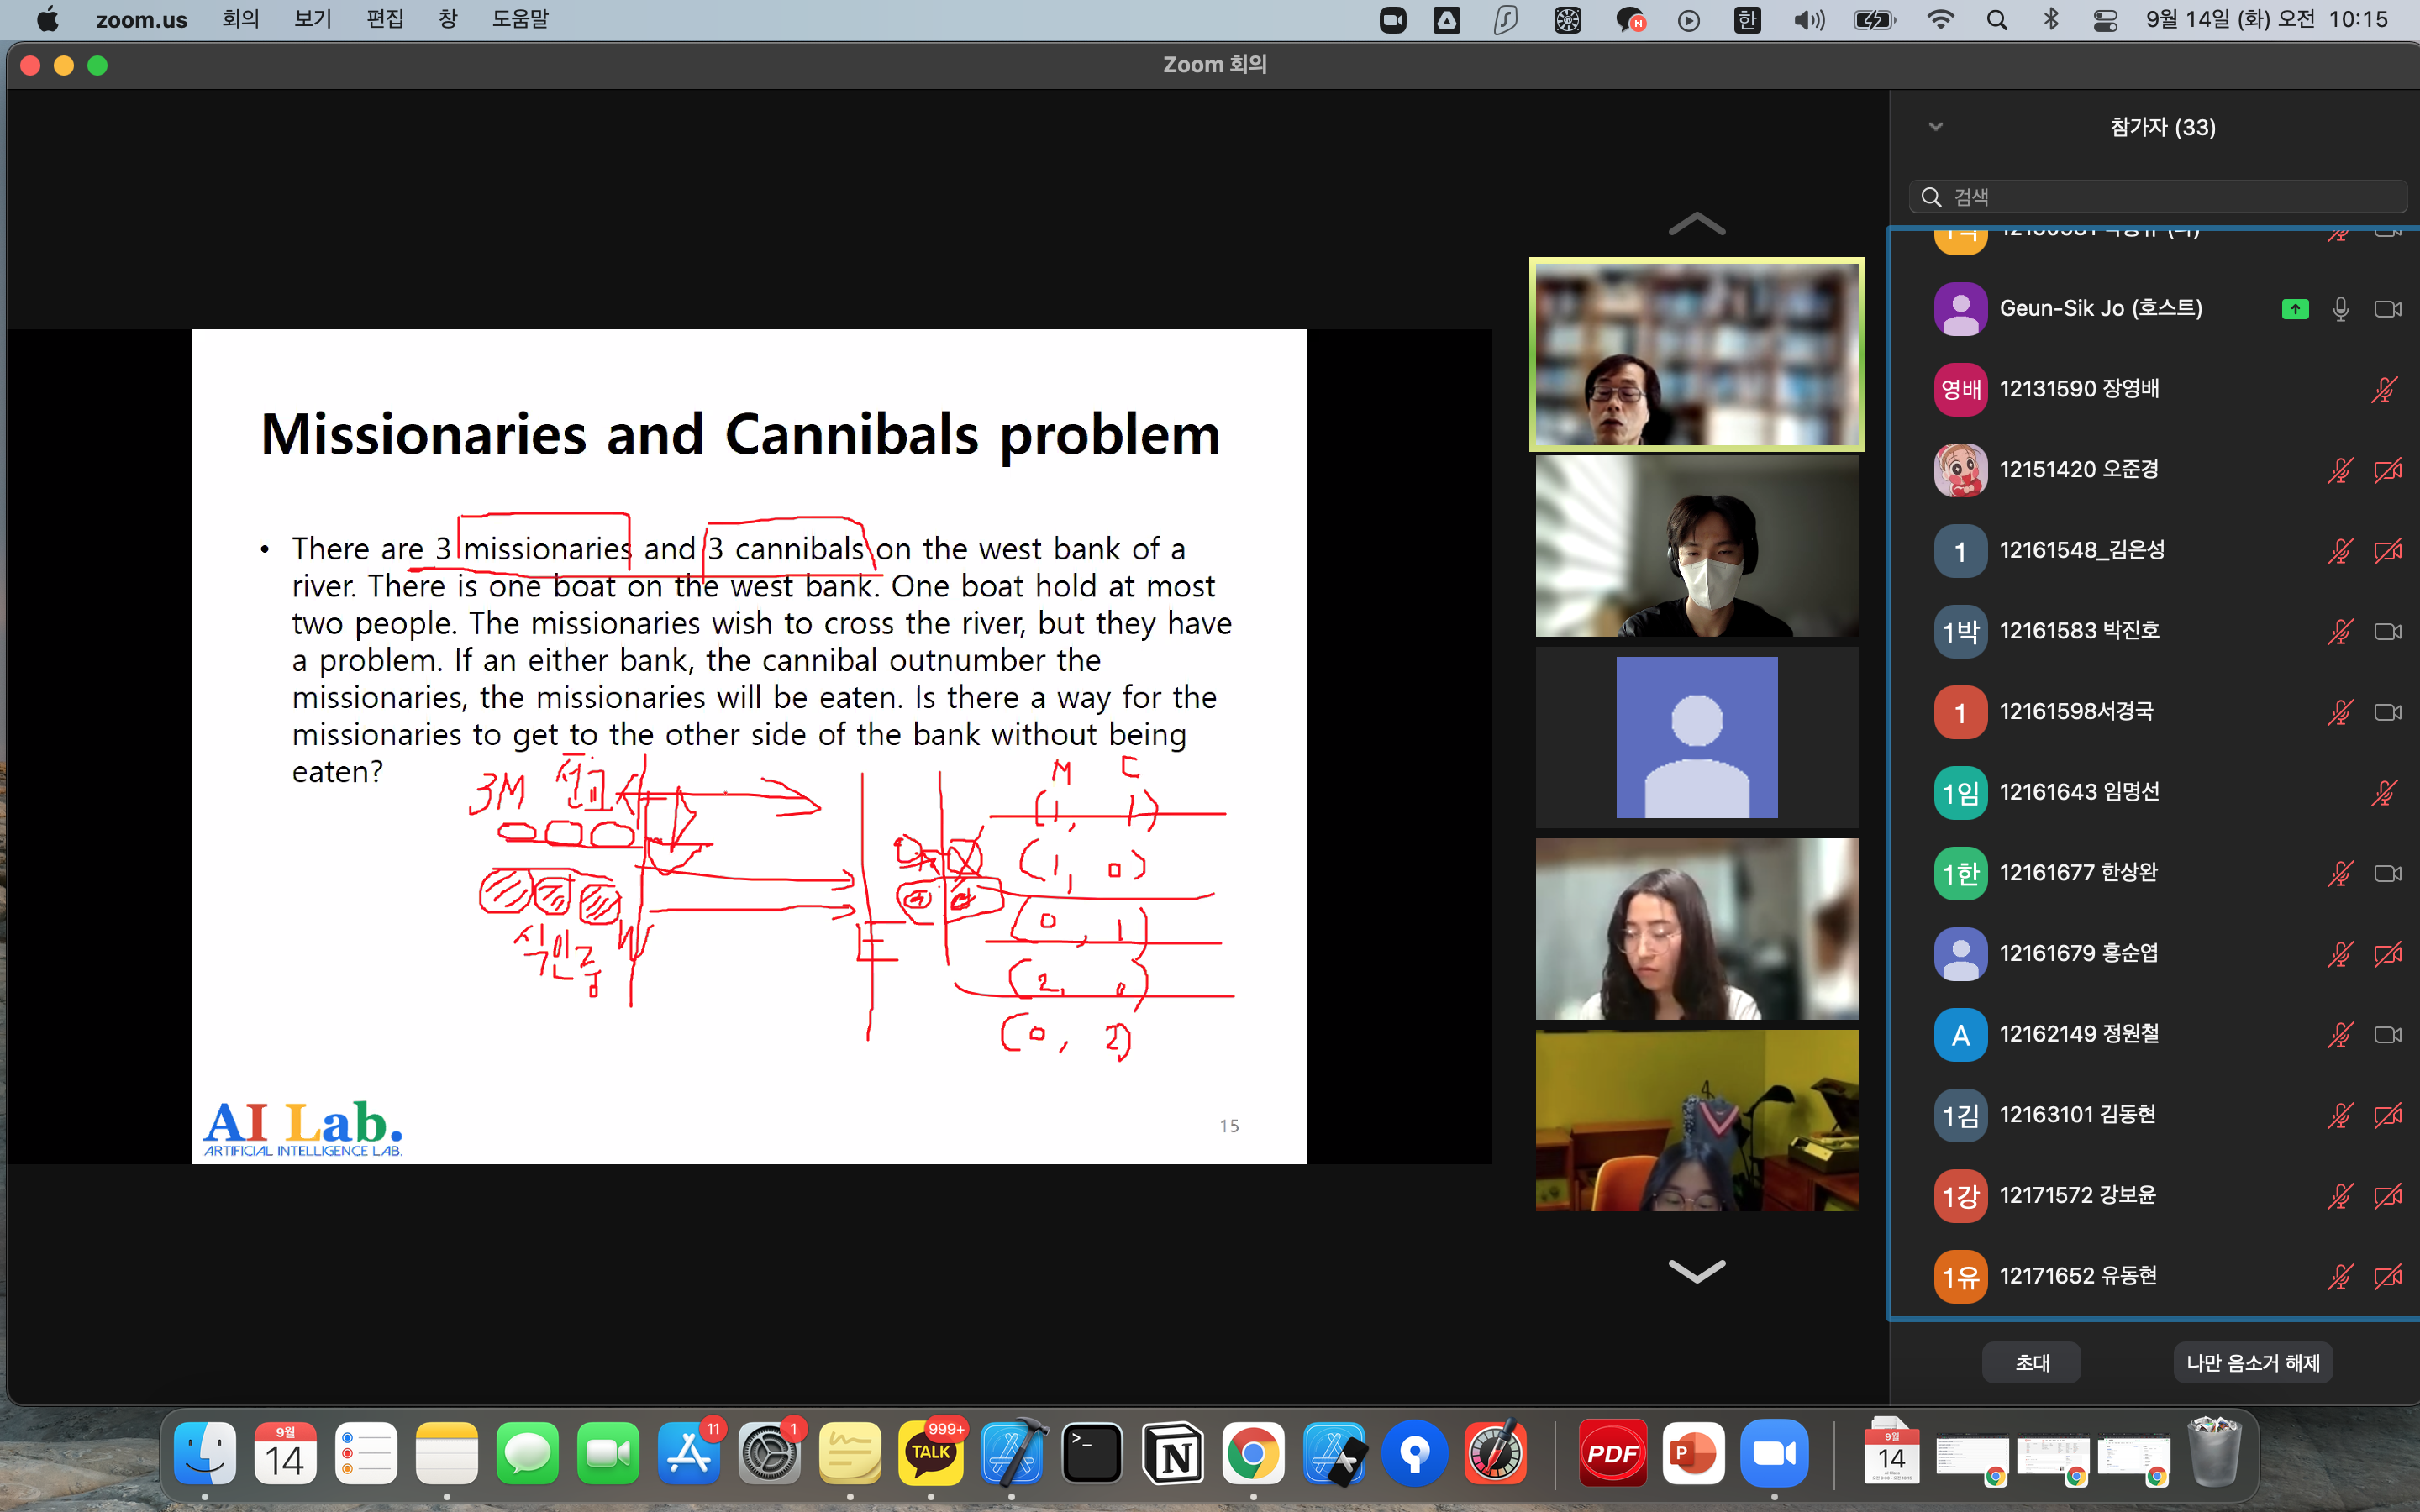 zoom.us 회의 보기 편집 창 도움말
한
9월 14일 (화) 오전 10:15
Zoom 회의
Missionaries and Cannibals problem
• There are 3 missionaries and 3 cannibals on the west bank of a
river. There is one boat on the west bank. One boat hold at most
two people. The missionaries wish to cross the river, but they have
a problem. If an either bank, the cannibal outnumber the
missionaries, the missionaries will be eaten. Is there a way for the
missionaries to get to the other side of the bank without being
eaten?
3M 선교
식인종
M C
(1, 1)
(1, 0)
(0, 1)
(2, 0)
(0, 2)
AI Lab.
ARTIFICIAL INTELLIGENCE LAB.
15
참가자 (33)
검색
Geun-Sik Jo (호스트)
영배 12131590 장영배
12151420 오준경
1 12161548_김은성
1박 12161583 박진호
1 12161598서경국
1임 12161643 임명선
1한 12161677 한상완
12161679 홍순엽
A 12162149 정원철
1김 12163101 김동현
1강 12171572 강보윤
1유 12171652 유동현
초대 나만 음소거 해제
9월
14
11
1
999+
TALK
PDF
P
9월
14